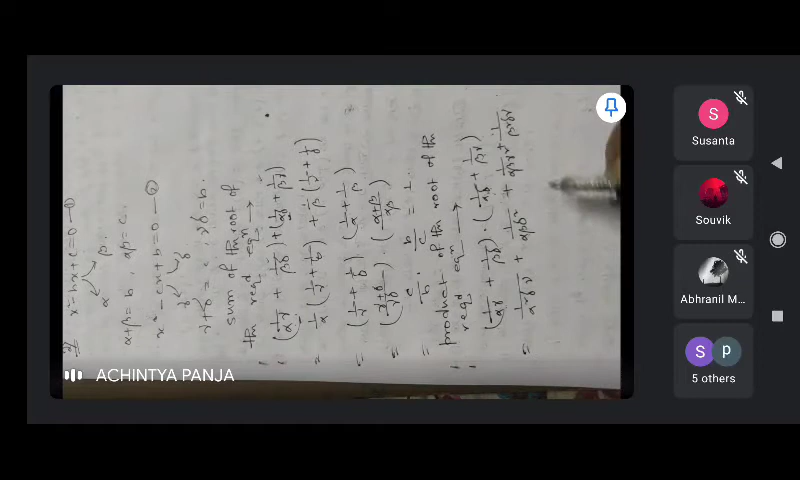 2) x² - bx + c = 0 — ①
α β
α+β = b , αβ = c.
x² - cx + b = 0 — ②
γ δ
γ+δ = c , γδ = b.
sum of the root of
the reqd eqn →
(1/αγ + 1/βδ) + (1/αδ + 1/βγ)
= 1/α (1/γ + 1/δ) + 1/β (1/γ + 1/δ)
= (1/γ + 1/δ) (1/α + 1/β)
= (γ+δ/γδ) · (α+β/αβ)
= c/b · b/c = 1.
product of the root of the
reqd eqn →
(1/αγ + 1/βδ) · (1/αδ + 1/βγ)
= 1/α²γδ + 1/αβγ² + 1/αβδ² + 1/β²γδ
ACHINTYA PANJA
S
Susanta
Souvik
Abhranil M...
S p
5 others